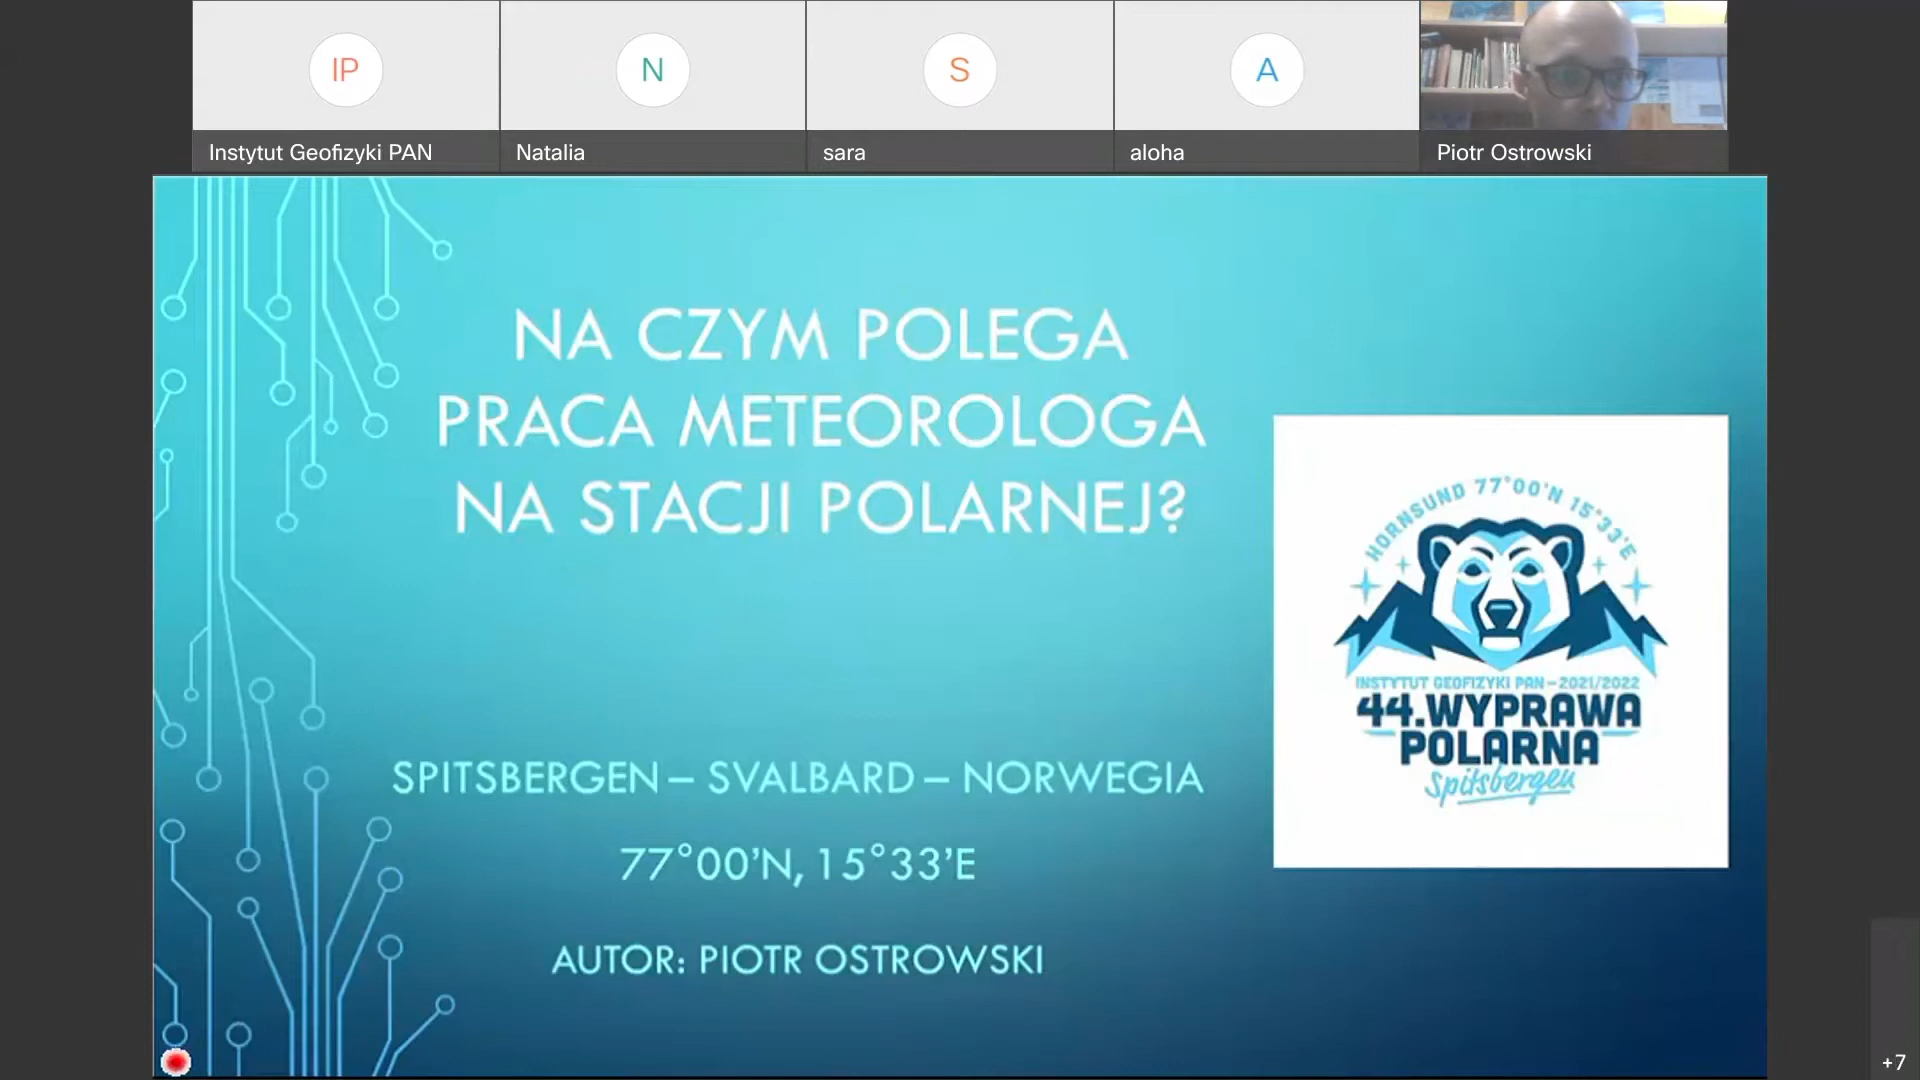 IP
N
S
A
Instytut Geofizyki PAN
Natalia
sara
aloha
Piotr Ostrowski
NA CZYM POLEGA
PRACA METEOROLOGA
NA STACJI POLARNEJ?
HORNSUND 77°00'N 15°33'E
INSTYTUT GEOFIZYKI PAN – 2021/2022
44. WYPRAWA
POLARNA
Spitsbergen
SPITSBERGEN – SVALBARD – NORWEGIA
77°00’N, 15°33’E
AUTOR: PIOTR OSTROWSKI
+7